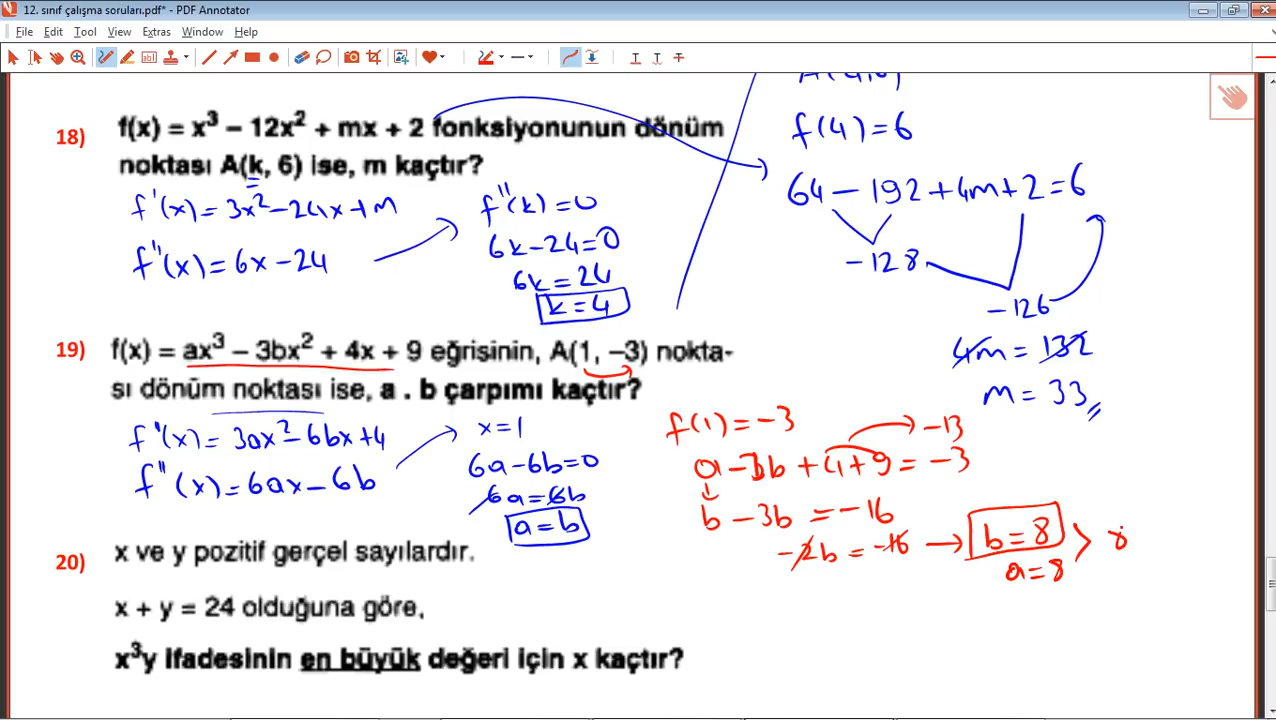 12. sınıf çalışma soruları.pdf* - PDF Annotator
File Edit Tool View Extras Window Help
f(4)=6
18) f(x) = x³ − 12x² + mx + 2 fonksiyonunun dönüm
noktası A(k, 6) ise, m kaçtır?
f'(x)=3x²−24x+m
f''(x)=6x−24
f''(k)=0
6k−24=0
6k=24
k=4
64−192+4m+2=6
−128
−126
4m=132
m=33
19) f(x) = ax³ − 3bx² + 4x + 9 eğrisinin, A(1, −3) nokta-
sı dönüm noktası ise, a . b çarpımı kaçtır?
f'(x)=3ax²−6bx+4
f''(x)=6ax−6b
x=1
6a−6b=0
6a=6b
a=b
f(1)=−3
−13
a−3b+4+9=−3
b−3b=−16
−2b=−16 → b=8
a=8
20) x ve y pozitif gerçel sayılardır.
x + y = 24 olduğuna göre,
x³y ifadesinin en büyük değeri için x kaçtır?